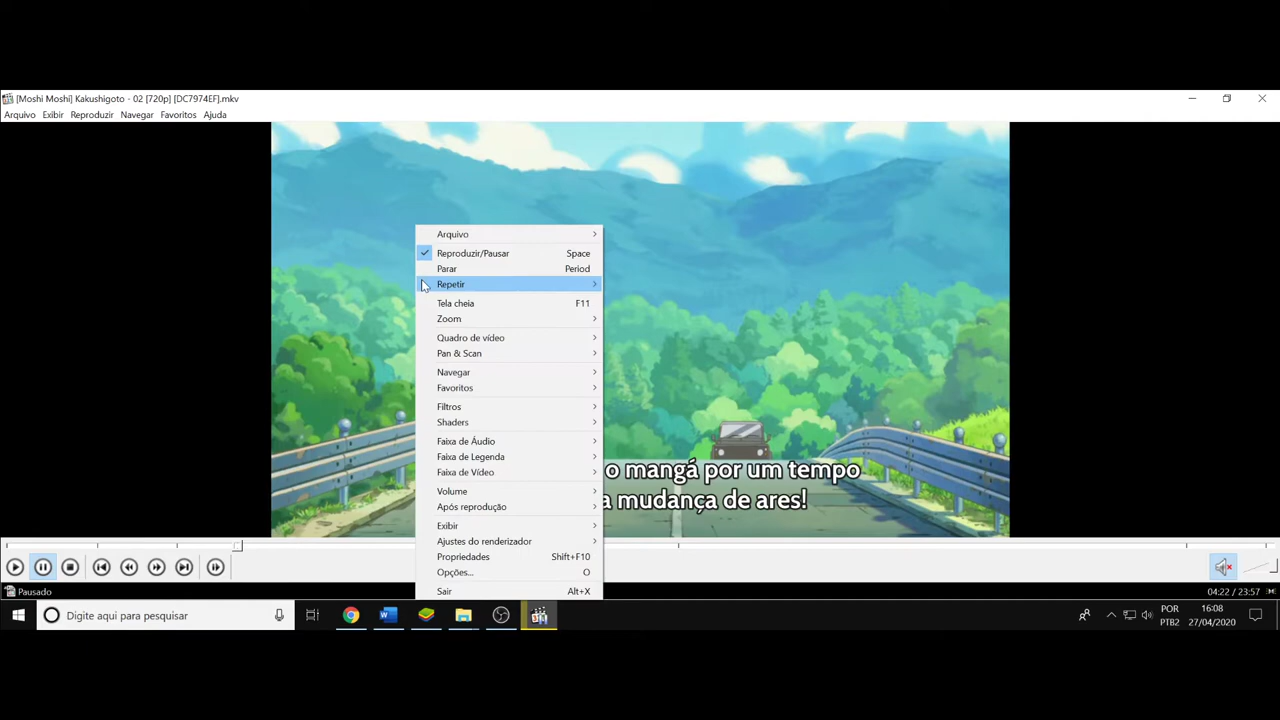 [Moshi Moshi] Kakushigoto - 02 [720p] [DC7974EF].mkv
Arquivo Exibir Reproduzir Navegar Favoritos Ajuda
Arquivo
Reproduzir/Pausar Space
Parar Period
Repetir
Tela cheia F11
Zoom
Quadro de vídeo
Pan & Scan
Navegar
Favoritos
Filtros
Shaders
Faixa de Áudio
Faixa de Legenda
Faixa de Vídeo
Volume
Após reprodução
Exibir
Ajustes do renderizador
Propriedades Shift+F10
Opções... O
Sair Alt+X
o mangá por um tempo
a mudança de ares!
Pausado 04:22 / 23:57
Digite aqui para pesquisar
POR 16:08
PTB2 27/04/2020